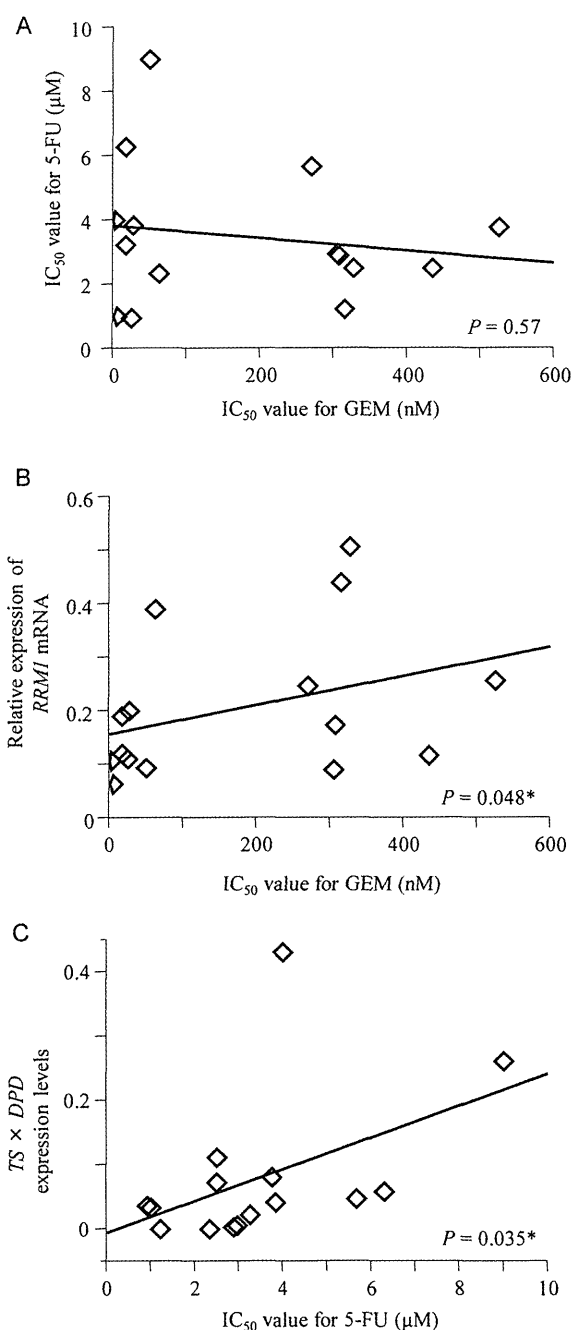 A
10
8
6
4
2
0
IC50 value for 5-FU (μM)
P = 0.57
0 200 400 600
IC50 value for GEM (nM)
B
0.6
0.4
0.2
0
Relative expression of
RRM1 mRNA
P = 0.048*
0 200 400 600
IC50 value for GEM (nM)
C
0.4
0.2
0
TS × DPD
expression levels
P = 0.035*
0 2 4 6 8 10
IC50 value for 5-FU (μM)